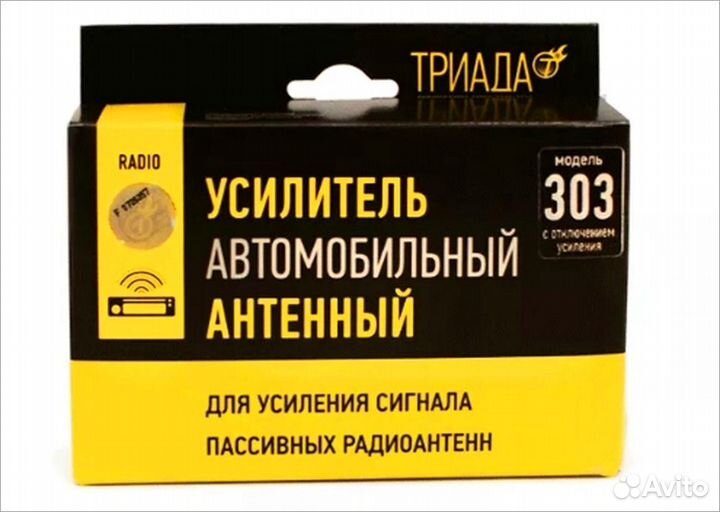 ТРИАДА
RADIO
МОДЕЛЬ
303
С ОТКЛЮЧЕНИЕМ
УСИЛЕНИЯ
УСИЛИТЕЛЬ
АВТОМОБИЛЬНЫЙ
АНТЕННЫЙ
ДЛЯ УСИЛЕНИЯ СИГНАЛА
ПАССИВНЫХ РАДИОАНТЕНН
Avito